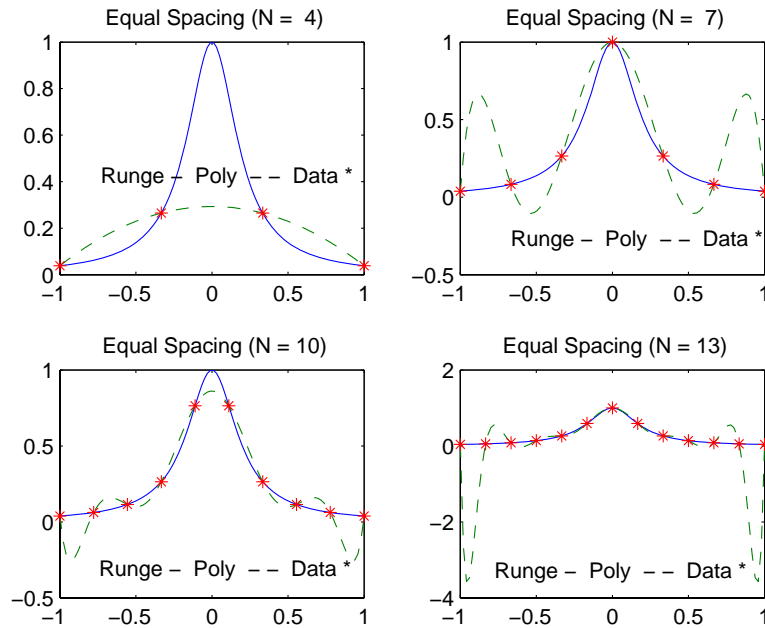 Equal Spacing (N = 4)
1
0.8
0.6
0.4
0.2
0
Runge – Poly – – Data *
−1 −0.5 0 0.5 1
Equal Spacing (N = 7)
1
0.5
0
−0.5
Runge – Poly – – Data *
−1 −0.5 0 0.5 1
Equal Spacing (N = 10)
1
0.5
0
−0.5
Runge – Poly – – Data *
−1 −0.5 0 0.5 1
Equal Spacing (N = 13)
2
0
−2
−4
Runge – Poly – – Data *
−1 −0.5 0 0.5 1